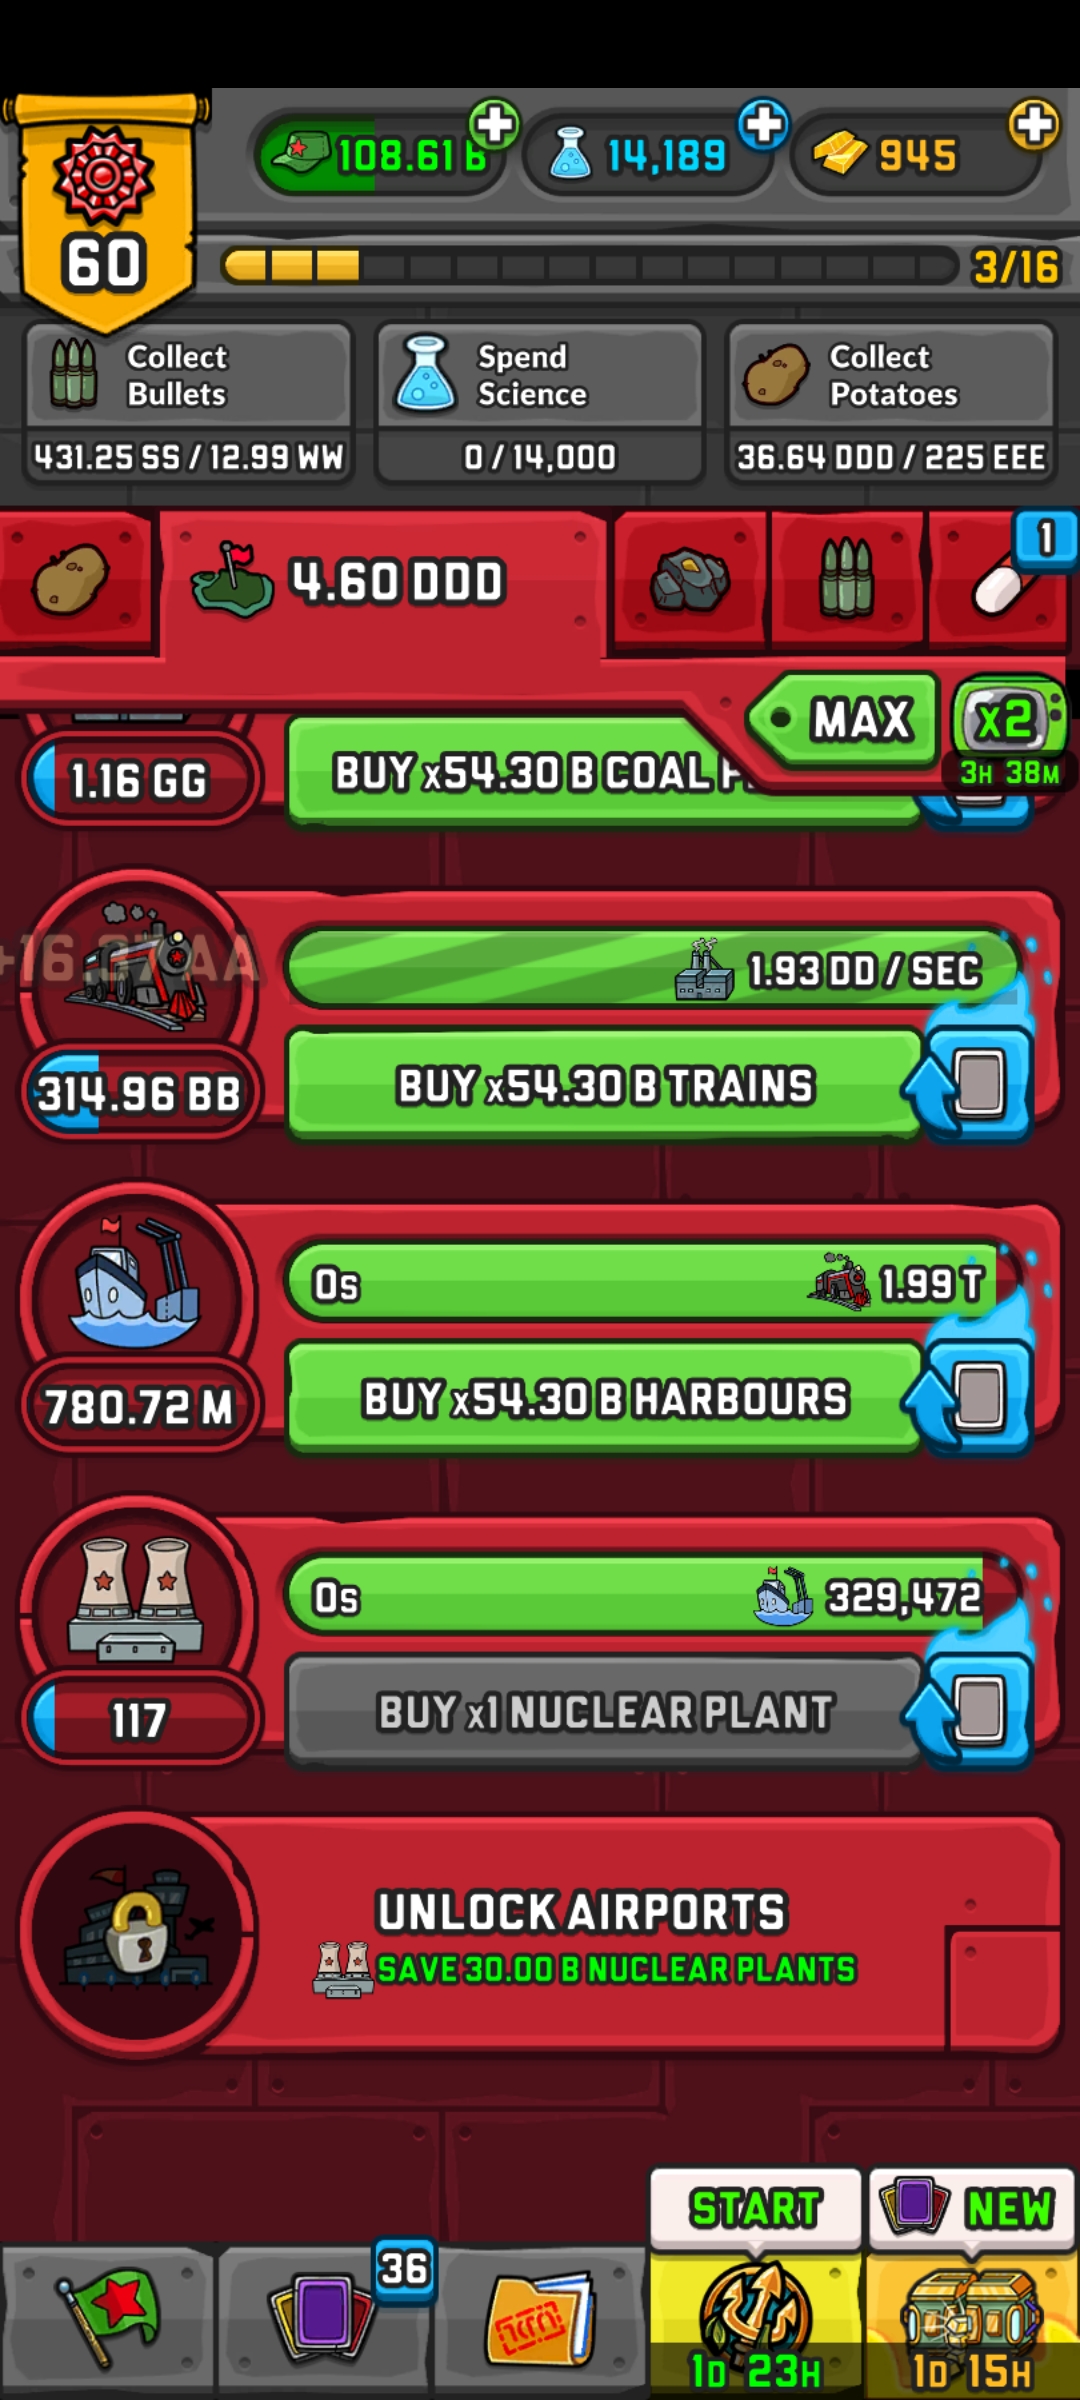 108.61 B
14,189
945
60
3/16
Collect
Bullets
431.25 SS / 12.99 WW
Spend
Science
0 / 14,000
Collect
Potatoes
36.64 DDD / 225 EEE
4.60 DDD
1
MAX
x2
3H 38M
1.16 GG
BUY x54.30 B COAL
+16.37 AA
1.93 DD / SEC
314.96 BB
BUY x54.30 B TRAINS
0s
1.99 T
780.72 M
BUY x54.30 B HARBOURS
0s
329,472
117
BUY x1 NUCLEAR PLANT
UNLOCK AIRPORTS
SAVE 30.00 B NUCLEAR PLANTS
START
NEW
36
1D 23H
1D 15H